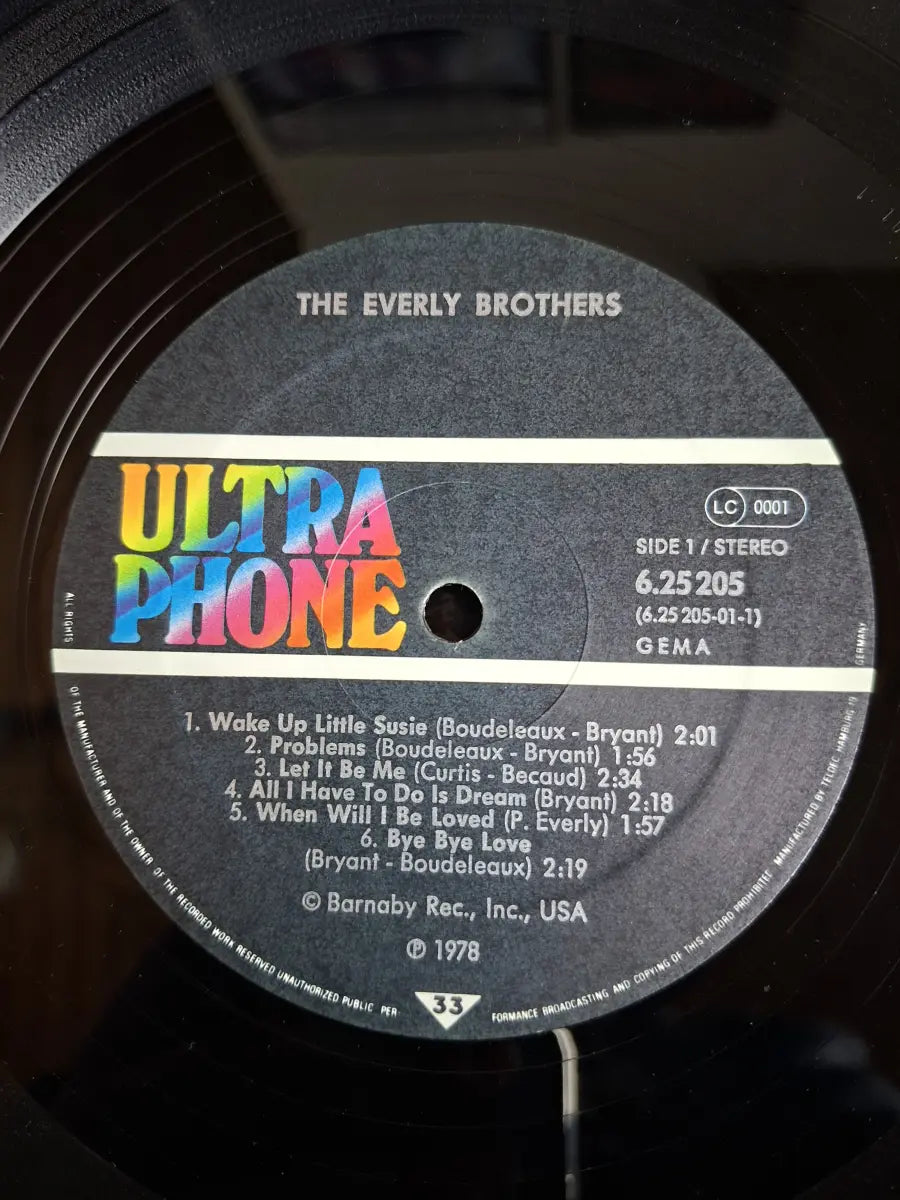 THE EVERLY BROTHERS
ULTRA
PHONE
LC 0001
SIDE 1 / STEREO
6.25 205
(6.25 205-01-1)
GEMA
1. Wake Up Little Susie (Boudeleaux - Bryant) 2:01
2. Problems (Boudeleaux - Bryant) 1:56
3. Let It Be Me (Curtis - Becaud) 2:34
4. All I Have To Do Is Dream (Bryant) 2:18
5. When Will I Be Loved (P. Everly) 1:57
6. Bye Bye Love
(Bryant - Boudeleaux) 2:19
© Barnaby Rec., Inc., USA
℗ 1978
33
ALL RIGHTS OF THE MANUFACTURER AND OF THE OWNER OF THE RECORDED WORK RESERVED UNAUTHORIZED PUBLIC PER-
FORMANCE BROADCASTING AND COPYING OF THIS RECORD PROHIBITED MANUFACTURED BY TELDEC HAMBURG 19 GERMANY